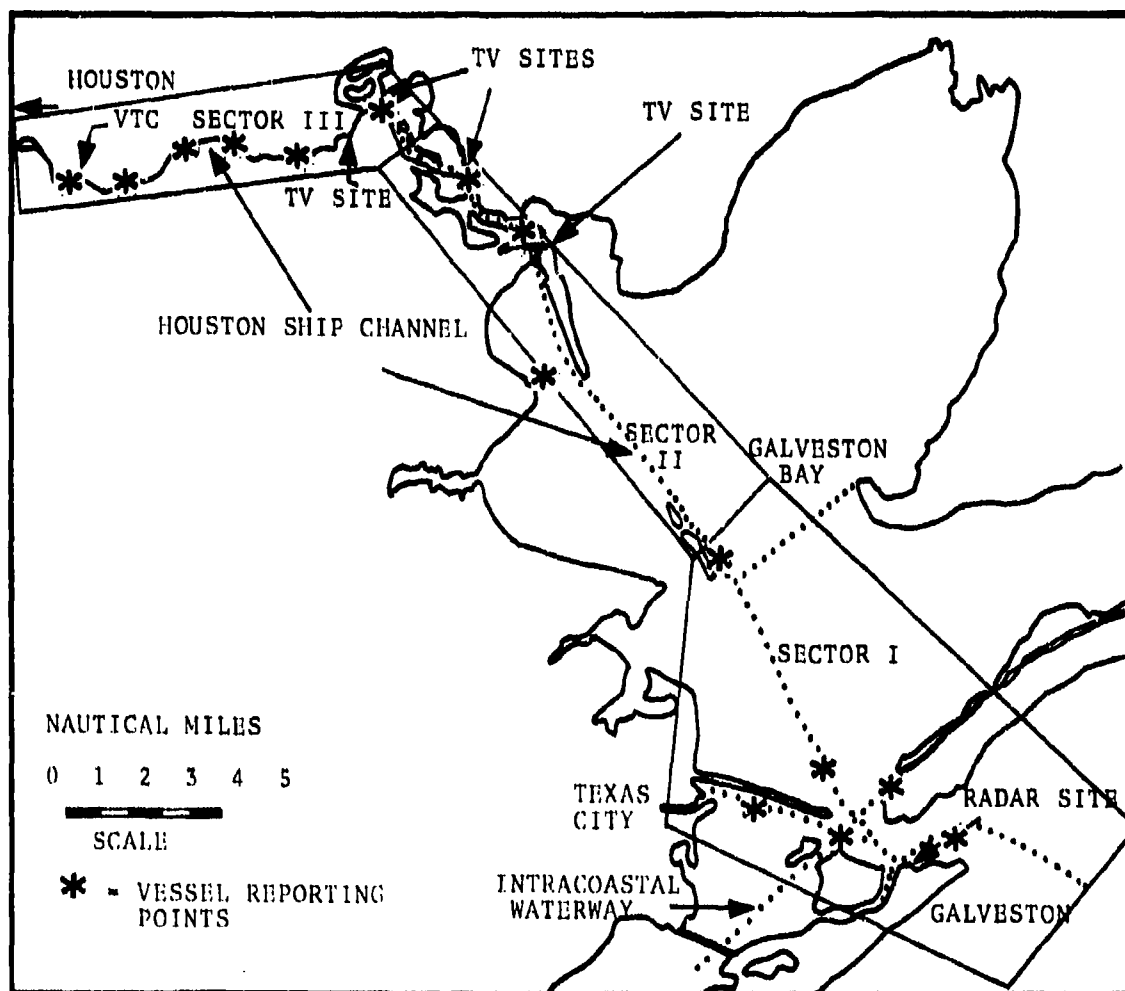 HOUSTON
TV SITES
VTC
SECTOR III
TV SITE
TV SITE
HOUSTON SHIP CHANNEL
SECTOR
II
GALVESTON
BAY
SECTOR I
NAUTICAL MILES
0 1 2 3 4 5
SCALE
* = VESSEL REPORTING
POINTS
TEXAS
CITY
RADAR SITE
INTRACOASTAL
WATERWAY
GALVESTON